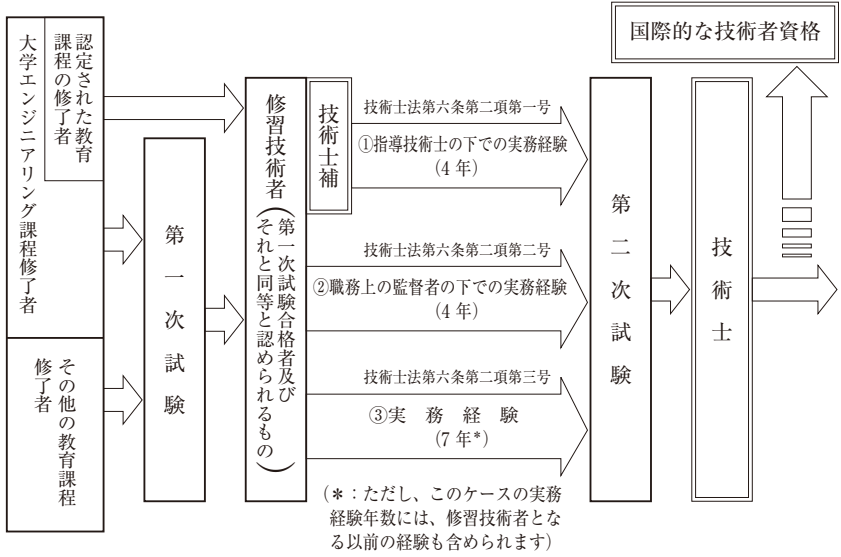 国際的な技術者資格
大学エンジニアリング課程修了者
認定された教育
課程の修了者
その他の教育課程
修了者
第一次試験
修習技術者
(第一次試験合格者及び
それと同等と認められるもの)
技術士補
技術士法第六条第二項第一号
①指導技術士の下での実務経験
(4 年)
技術士法第六条第二項第二号
②職務上の監督者の下での実務経験
(4 年)
技術士法第六条第二項第三号
③実務経験
(7 年*)
(*：ただし、このケースの実務
経験年数には、修習技術者とな
る以前の経験も含められます)
第二次試験
技術士